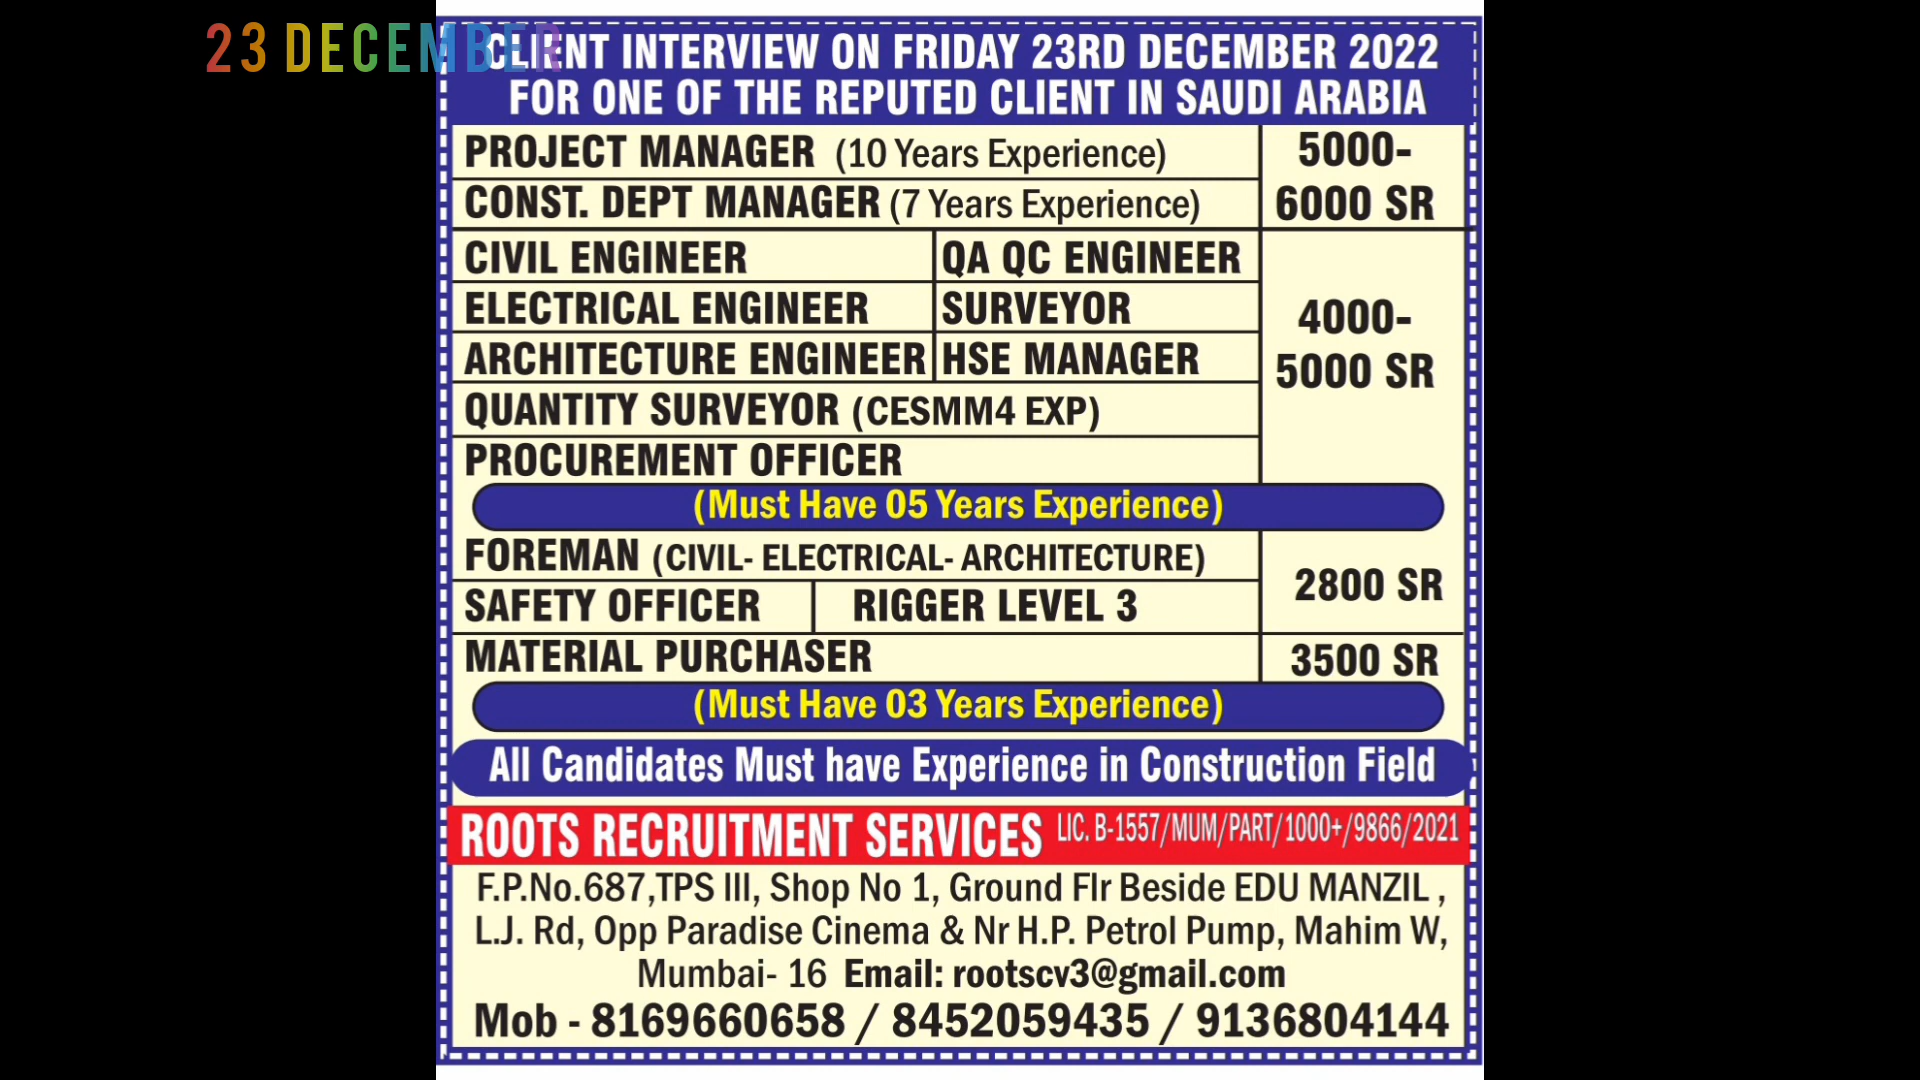 23 DECEMBER
CLIENT INTERVIEW ON FRIDAY 23RD DECEMBER 2022
FOR ONE OF THE REPUTED CLIENT IN SAUDI ARABIA
PROJECT MANAGER (10 Years Experience)
CONST. DEPT MANAGER (7 Years Experience)
5000-
6000 SR
CIVIL ENGINEER QA QC ENGINEER
ELECTRICAL ENGINEER SURVEYOR
ARCHITECTURE ENGINEER HSE MANAGER
QUANTITY SURVEYOR (CESMM4 EXP)
PROCUREMENT OFFICER
4000-
5000 SR
(Must Have 05 Years Experience)
FOREMAN (CIVIL- ELECTRICAL- ARCHITECTURE)
SAFETY OFFICER RIGGER LEVEL 3
2800 SR
MATERIAL PURCHASER 3500 SR
(Must Have 03 Years Experience)
All Candidates Must have Experience in Construction Field
ROOTS RECRUITMENT SERVICES LIC. B-1557/MUM/PART/1000+/9866/2021
F.P.No.687,TPS III, Shop No 1, Ground Flr Beside EDU MANZIL ,
L.J. Rd, Opp Paradise Cinema & Nr H.P. Petrol Pump, Mahim W,
Mumbai- 16 Email: rootscv3@gmail.com
Mob - 8169660658 / 8452059435 / 9136804144